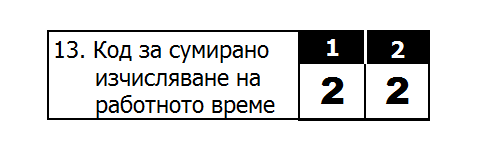 13. Код за сумирано 1 2
изчисляване на 2 2
работното време